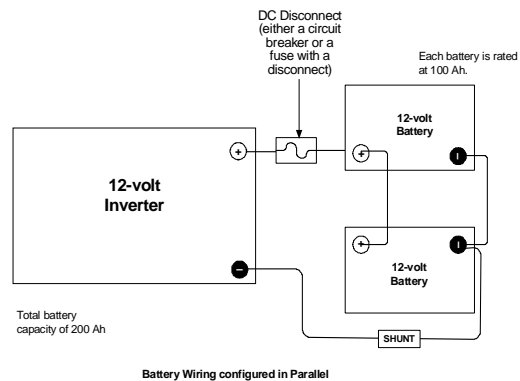 DC Disconnect
(either a circuit
breaker or a
fuse with a
disconnect)
Each battery is rated
at 100 Ah.
12-volt
Battery
12-volt
Inverter
12-volt
Battery
Total battery
capacity of 200 Ah
SHUNT
Battery Wiring configured in Parallel